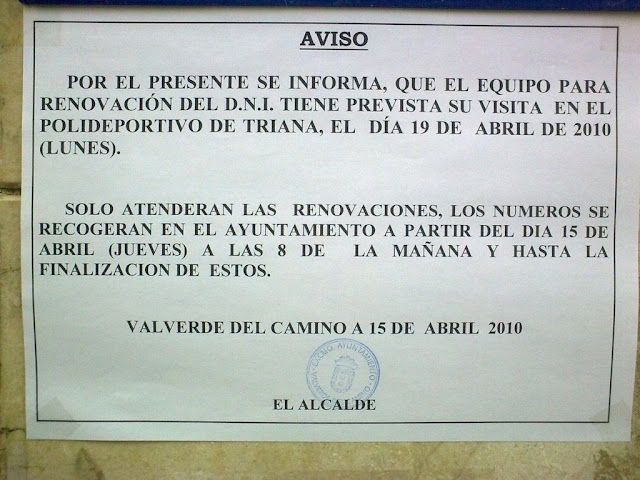 AVISO
POR EL PRESENTE SE INFORMA, QUE EL EQUIPO PARA
RENOVACIÓN DEL D.N.I. TIENE PREVISTA SU VISITA EN EL
POLIDEPORTIVO DE TRIANA, EL DÍA 19 DE ABRIL DE 2010
(LUNES).
SOLO ATENDERAN LAS RENOVACIONES, LOS NUMEROS SE
RECOGERAN EN EL AYUNTAMIENTO A PARTIR DEL DIA 15 DE
ABRIL (JUEVES) A LAS 8 DE LA MAÑANA Y HASTA LA
FINALIZACION DE ESTOS.
VALVERDE DEL CAMINO A 15 DE ABRIL 2010
EXCMO. AYUNTAMIENTO
EL ALCALDE